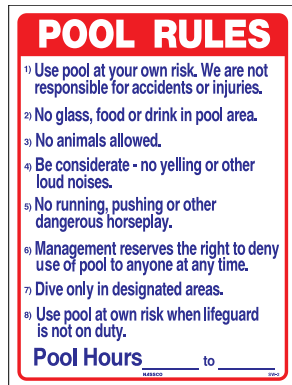 POOL RULES
1) Use pool at your own risk. We are not
responsible for accidents or injuries.
2) No glass, food or drink in pool area.
3) No animals allowed.
4) Be considerate - no yelling or other
loud noises.
5) No running, pushing or other
dangerous horseplay.
6) Management reserves the right to deny
use of pool to anyone at any time.
7) Dive only in designated areas.
8) Use pool at own risk when lifeguard
is not on duty.
Pool Hours ______ to ______
NASSCO